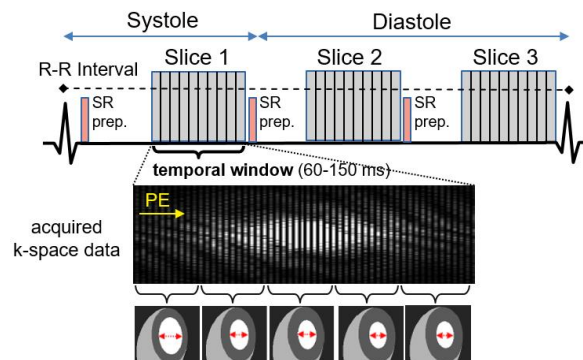 Systole
Diastole
Slice 1
Slice 2
Slice 3
R-R Interval
SR
prep.
SR
prep.
SR
prep.
temporal window (60-150 ms)
PE
acquired
k-space data